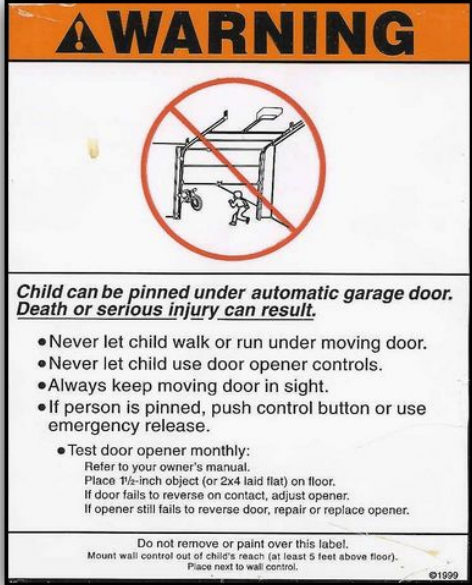 WARNING
Child can be pinned under automatic garage door.
Death or serious injury can result.
• Never let child walk or run under moving door.
• Never let child use door opener controls.
• Always keep moving door in sight.
• If person is pinned, push control button or use
emergency release.
• Test door opener monthly:
Refer to your owner's manual.
Place 1½-inch object (or 2x4 laid flat) on floor.
If door fails to reverse on contact, adjust opener.
If opener still fails to reverse door, repair or replace opener.
Do not remove or paint over this label.
Mount wall control out of child's reach (at least 5 feet above floor).
Place next to wall control.
©1999